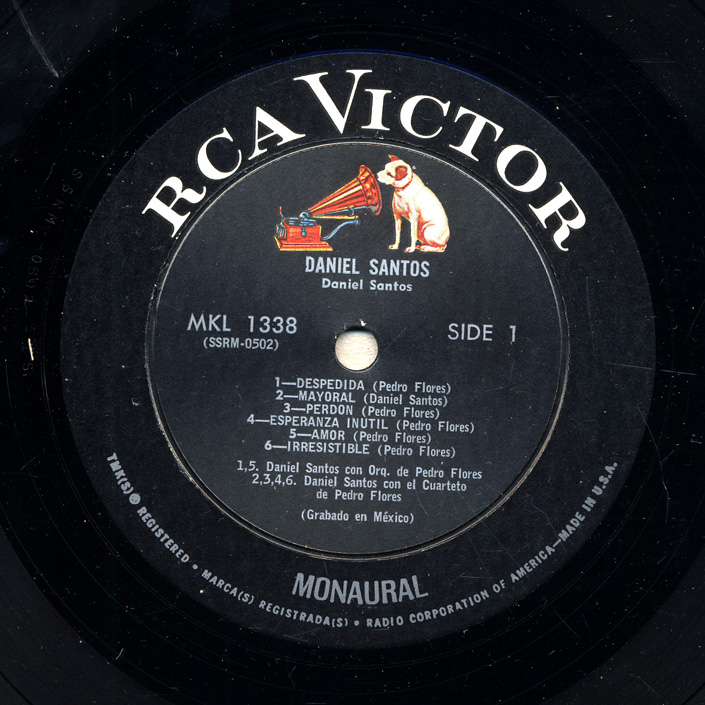 RCA VICTOR
DANIEL SANTOS
Daniel Santos
MKL 1338
(SSRM-0502)
SIDE 1
1—DESPEDIDA (Pedro Flores)
2—MAYORAL (Daniel Santos)
3—PERDON (Pedro Flores)
4—ESPERANZA INUTIL (Pedro Flores)
5—AMOR (Pedro Flores)
6—IRRESISTIBLE (Pedro Flores)
1,5. Daniel Santos con Orq. de Pedro Flores
2,3,4,6. Daniel Santos con el Cuarteto
de Pedro Flores
(Grabado en México)
MONAURAL
TMK(S) ® REGISTERED • MARCA(S) REGISTRADA(S) • RADIO CORPORATION OF AMERICA—MADE IN U.S.A.